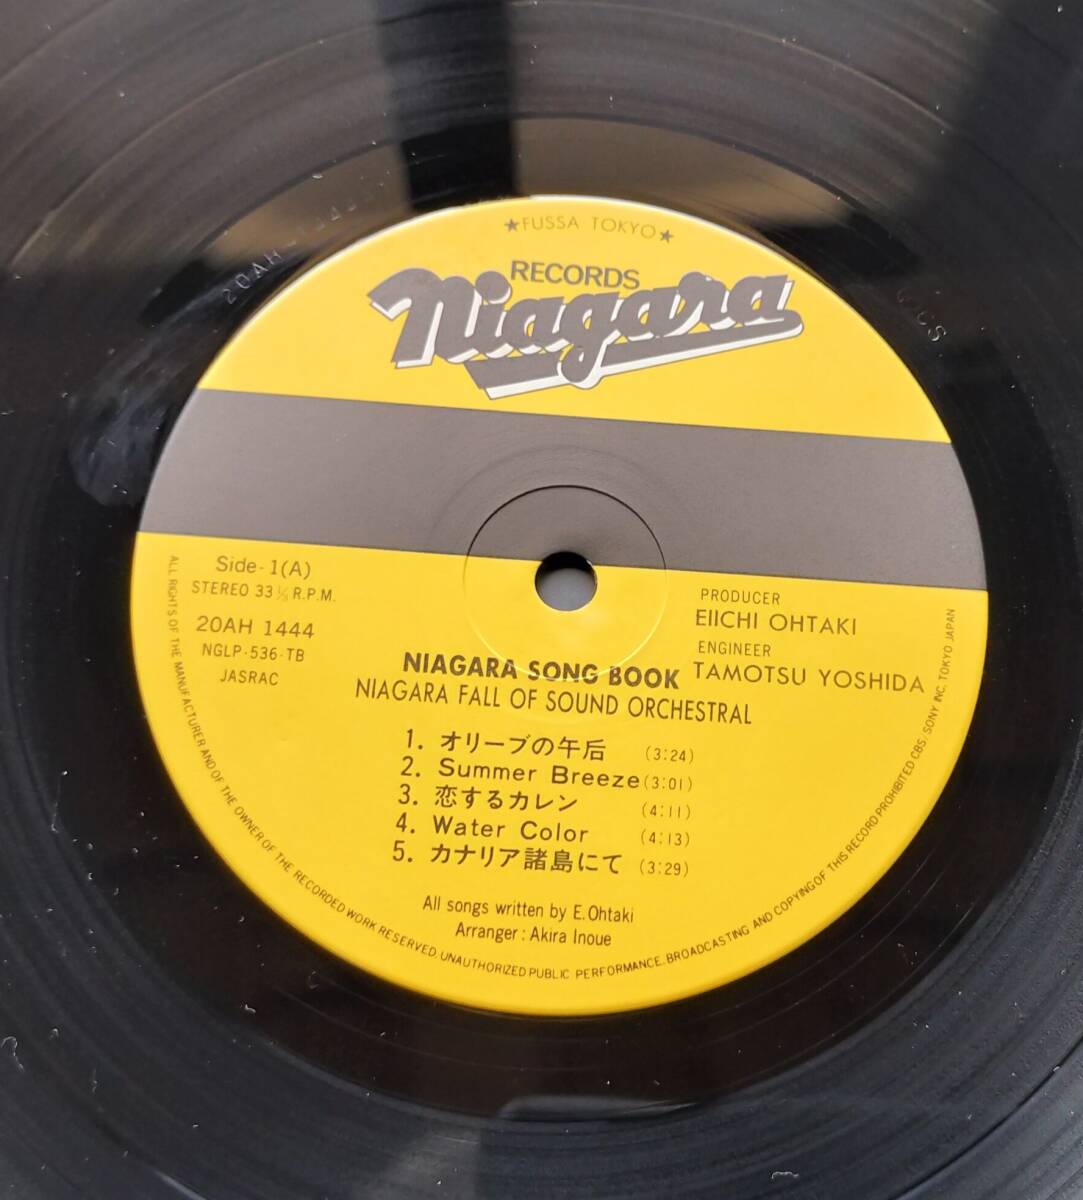 ★FUSSA TOKYO★
RECORDS
Niagara
Side-1(A)
STEREO 33 1/3 R.P.M.
20AH 1444
NGLP-536-TB
JASRAC
PRODUCER
EIICHI OHTAKI
ENGINEER
TAMOTSU YOSHIDA
NIAGARA SONG BOOK
NIAGARA FALL OF SOUND ORCHESTRAL
1. オリーブの午后 (3:24)
2. Summer Breeze (3:01)
3. 恋するカレン (4:11)
4. Water Color (4:13)
5. カナリア諸島にて (3:29)
All songs written by E. Ohtaki
Arranger: Akira Inoue
ALL RIGHTS OF THE MANUFACTURER AND OF THE OWNER OF THE RECORDED WORK RESERVED. UNAUTHORIZED PUBLIC PERFORMANCE. BROADCASTING AND COPYING OF THIS RECORD PROHIBITED CBS/SONY INC. TOKYO JAPAN
20AH